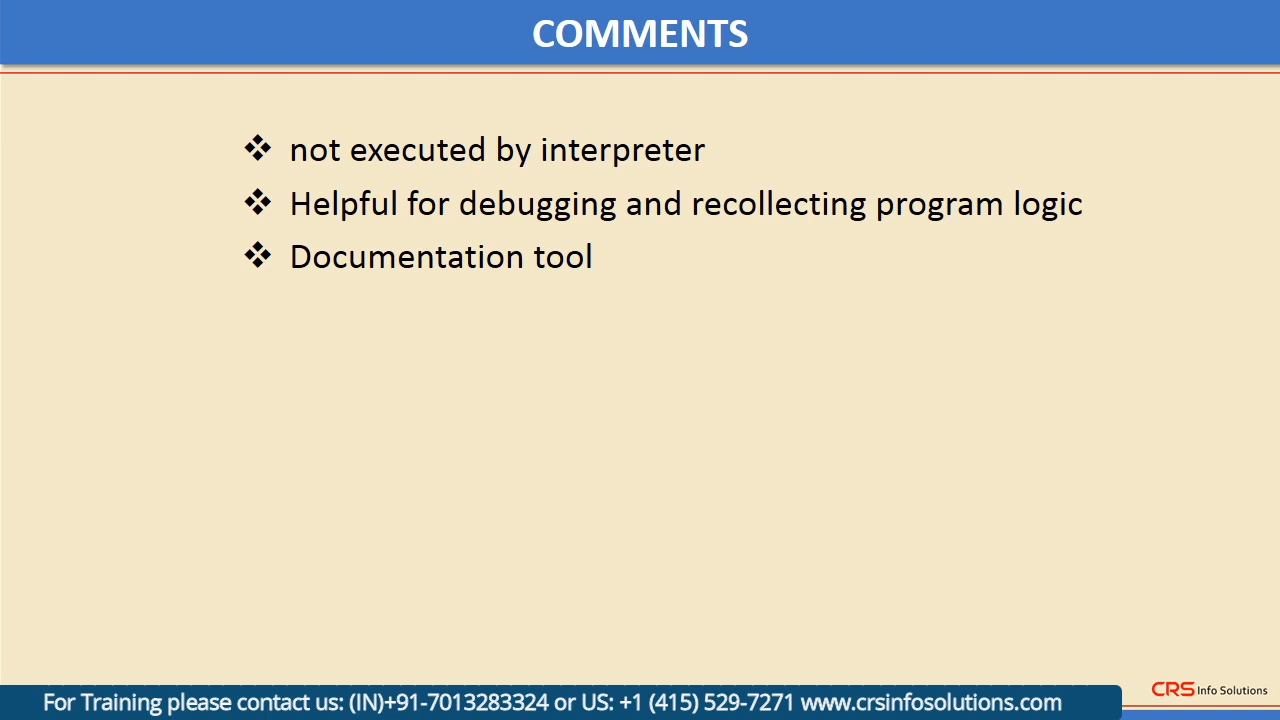 COMMENTS
❖ not executed by interpreter
❖ Helpful for debugging and recollecting program logic
❖ Documentation tool
CRS Info Solutions
For Training please contact us: (IN)+91-7013283324 or US: +1 (415) 529-7271 www.crsinfosolutions.com